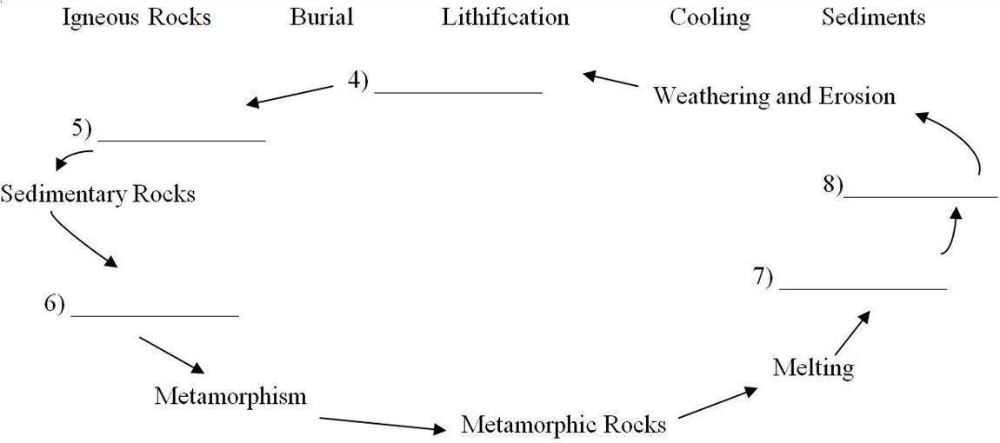 Igneous Rocks Burial Lithification Cooling Sediments
4) ____________
Weathering and Erosion
5) ____________
Sedimentary Rocks
8)____________
7) ____________
6) ____________
Melting
Metamorphism
Metamorphic Rocks